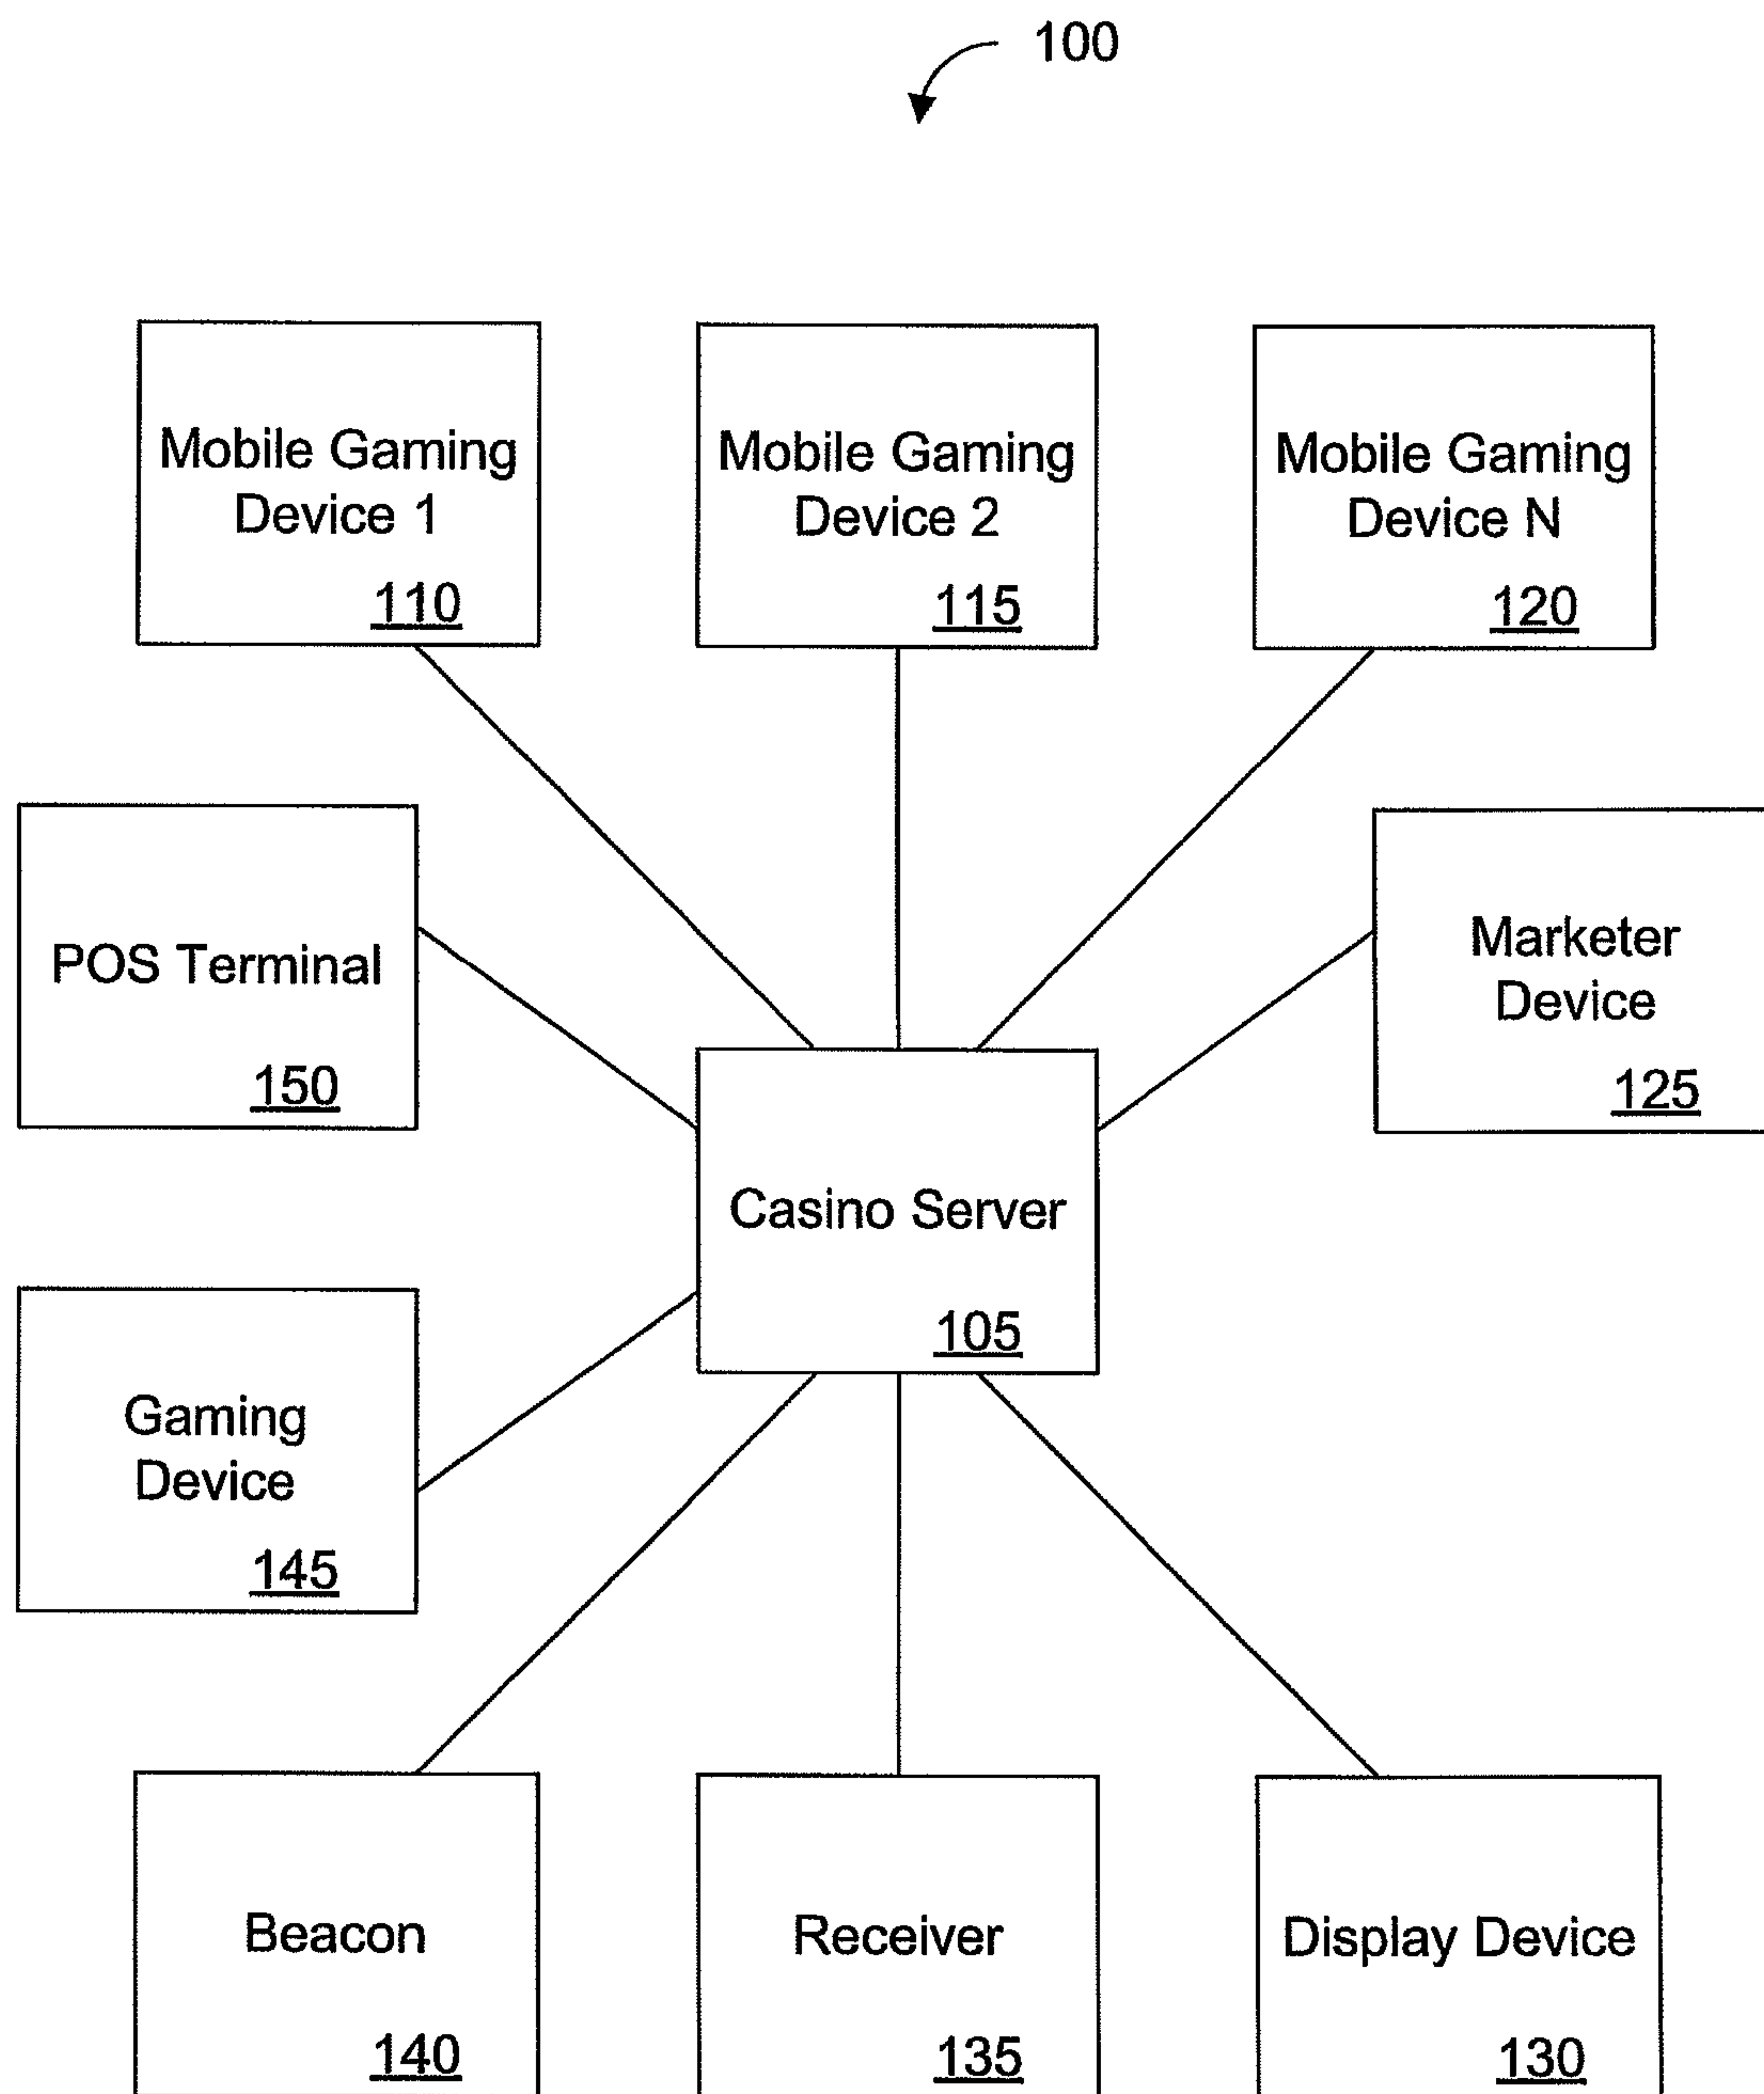 100
Mobile Gaming
Device 1
110
Mobile Gaming
Device 2
115
Mobile Gaming
Device N
120
POS Terminal
150
Marketer
Device
125
Casino Server
105
Gaming
Device
145
Beacon
140
Receiver
135
Display Device
130